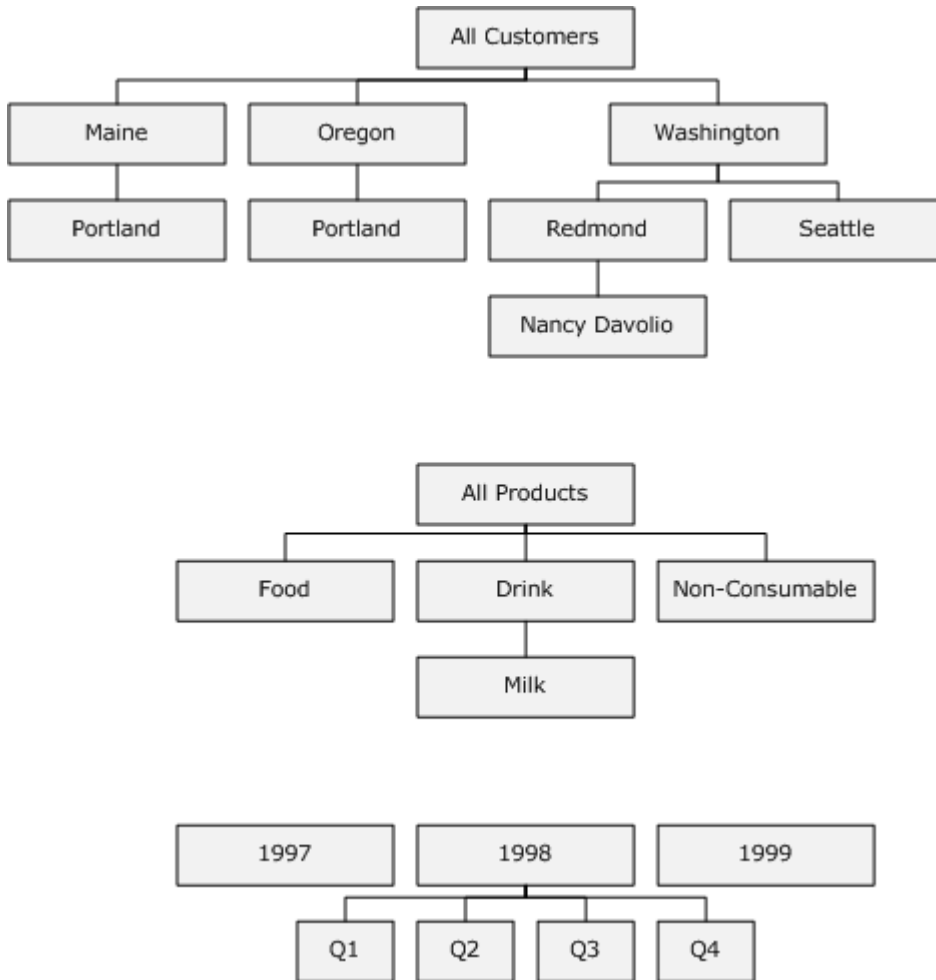 All Customers
Maine
Oregon
Washington
Portland
Portland
Redmond
Seattle
Nancy Davolio
All Products
Food
Drink
Non-Consumable
Milk
1997
1998
1999
Q1
Q2
Q3
Q4